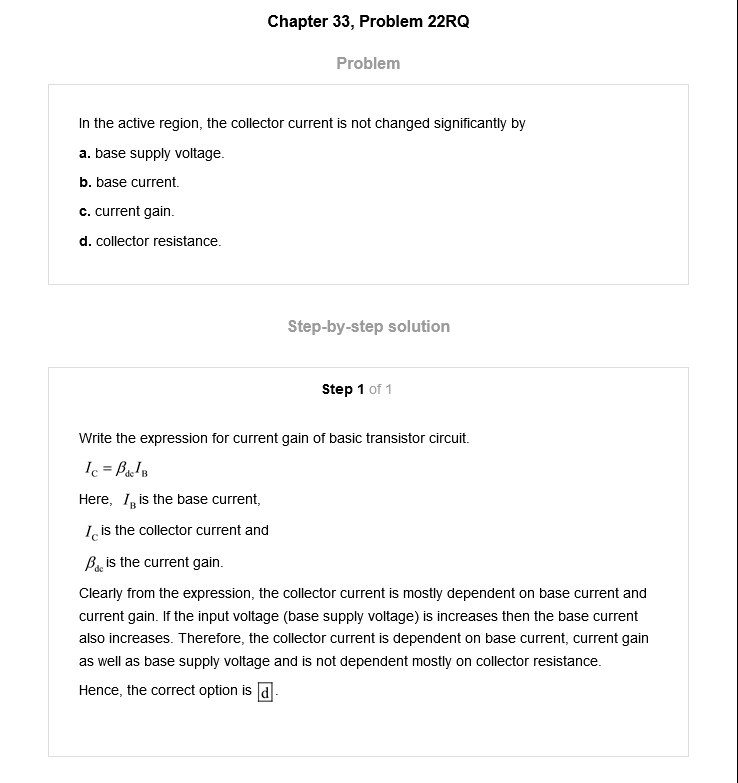 Chapter 33, Problem 22RQ
Problem
In the active region, the collector current is not changed significantly by
a. base supply voltage.
b. base current.
c. current gain.
d. collector resistance.
Step-by-step solution
Step 1 of 1
Write the expression for current gain of basic transistor circuit.
I_C = β_dc I_B
Here, I_B is the base current,
I_C is the collector current and
β_dc is the current gain.
Clearly from the expression, the collector current is mostly dependent on base current and
current gain. If the input voltage (base supply voltage) is increases then the base current
also increases. Therefore, the collector current is dependent on base current, current gain
as well as base supply voltage and is not dependent mostly on collector resistance.
Hence, the correct option is d.